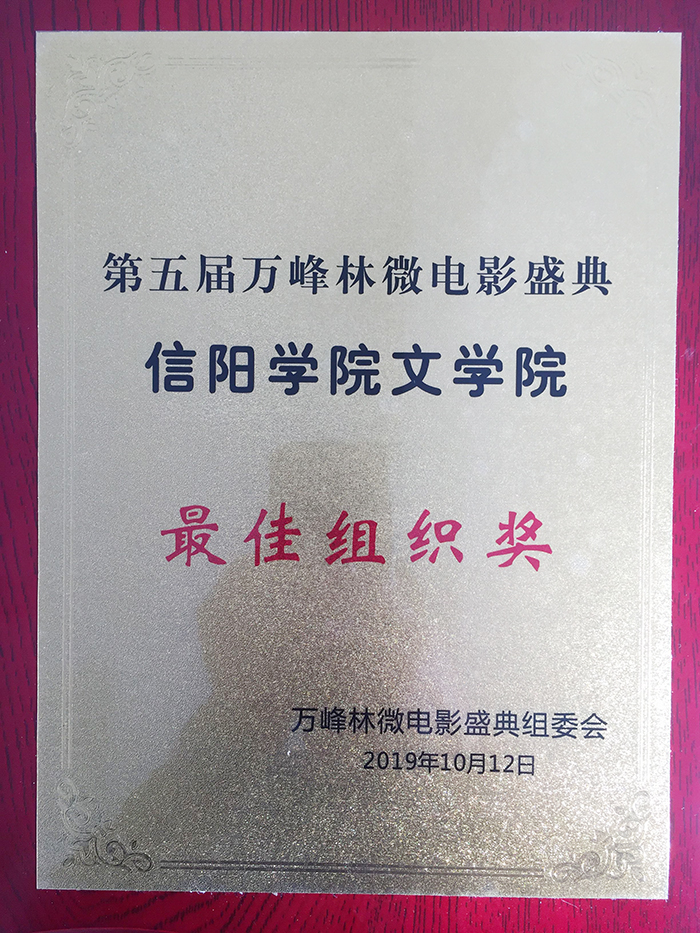 第五届万峰林微电影盛典
信阳学院文学院
最佳组织奖
万峰林微电影盛典组委会
2019年10月12日